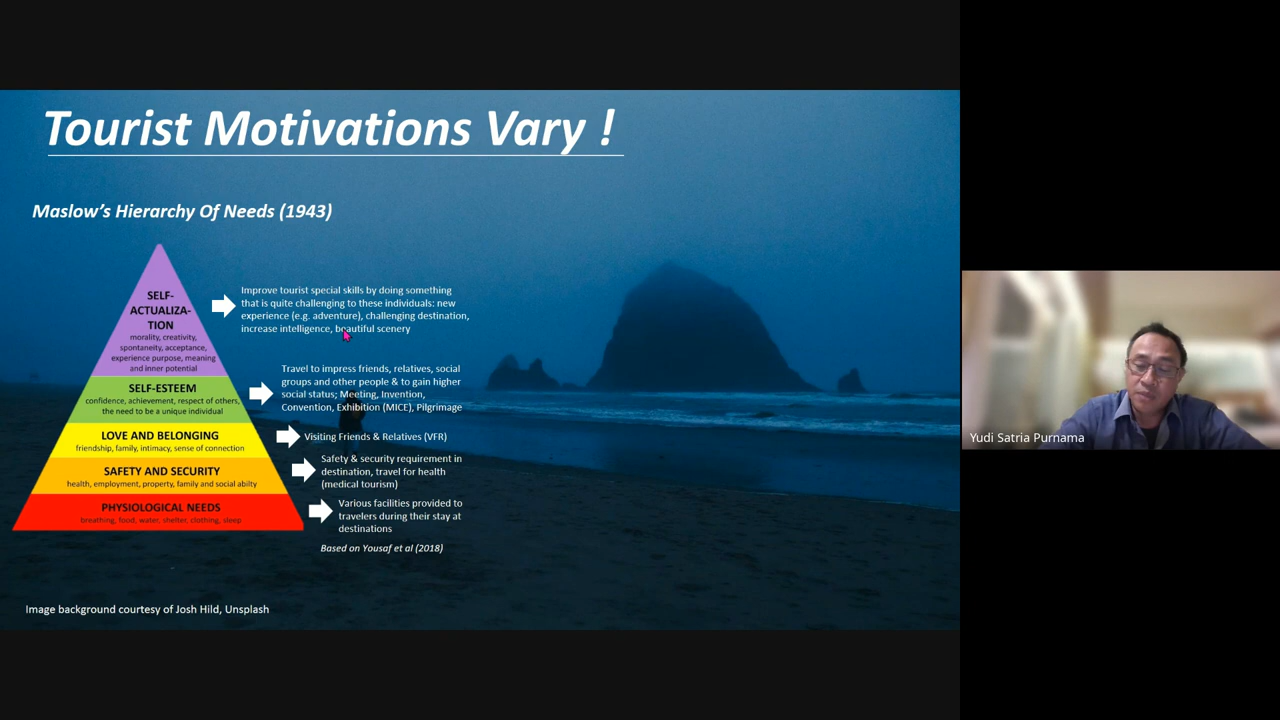 Tourist Motivations Vary !
Maslow's Hierarchy Of Needs (1943)
SELF-
ACTUALIZA-
TION
morality, creativity,
spontaneity, acceptance,
experience purpose, meaning
and inner potential
Improve tourist special skills by doing something
that is quite challenging to these individuals: new
experience (e.g. adventure), challenging destination,
increase intelligence, beautiful scenery
SELF-ESTEEM
confidence, achievement, respect of others,
the need to be a unique individual
Travel to impress friends, relatives, social
groups and other people & to gain higher
social status; Meeting, Invention,
Convention, Exhibition (MICE), Pilgrimage
LOVE AND BELONGING
friendship, family, intimacy, sense of connection
Visiting Friends & Relatives (VFR)
SAFETY AND SECURITY
health, employment, property, family and social abilty
Safety & security requirement in
destination, travel for health
(medical tourism)
PHYSIOLOGICAL NEEDS
breathing, food, water, shelter, clothing, sleep
Various facilities provided to
travelers during their stay at
destinations
Based on Yousaf et al (2018)
Image background courtesy of Josh Hild, Unsplash
Yudi Satria Purnama